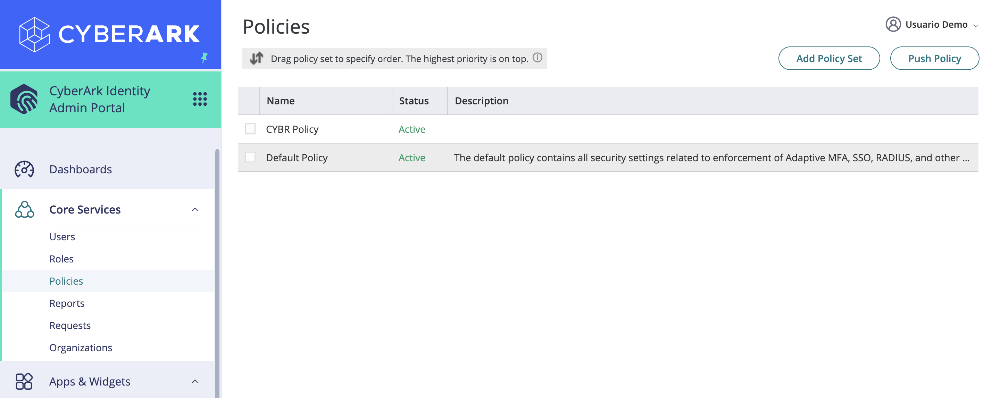 CYBERARK
CyberArk Identity
Admin Portal
Dashboards
Core Services
Users
Roles
Policies
Reports
Requests
Organizations
Apps & Widgets
Policies
Usuario Demo
Drag policy set to specify order. The highest priority is on top.
Add Policy Set
Push Policy
Name Status Description
CYBR Policy Active
Default Policy Active The default policy contains all security settings related to enforcement of Adaptive MFA, SSO, RADIUS, and other ...